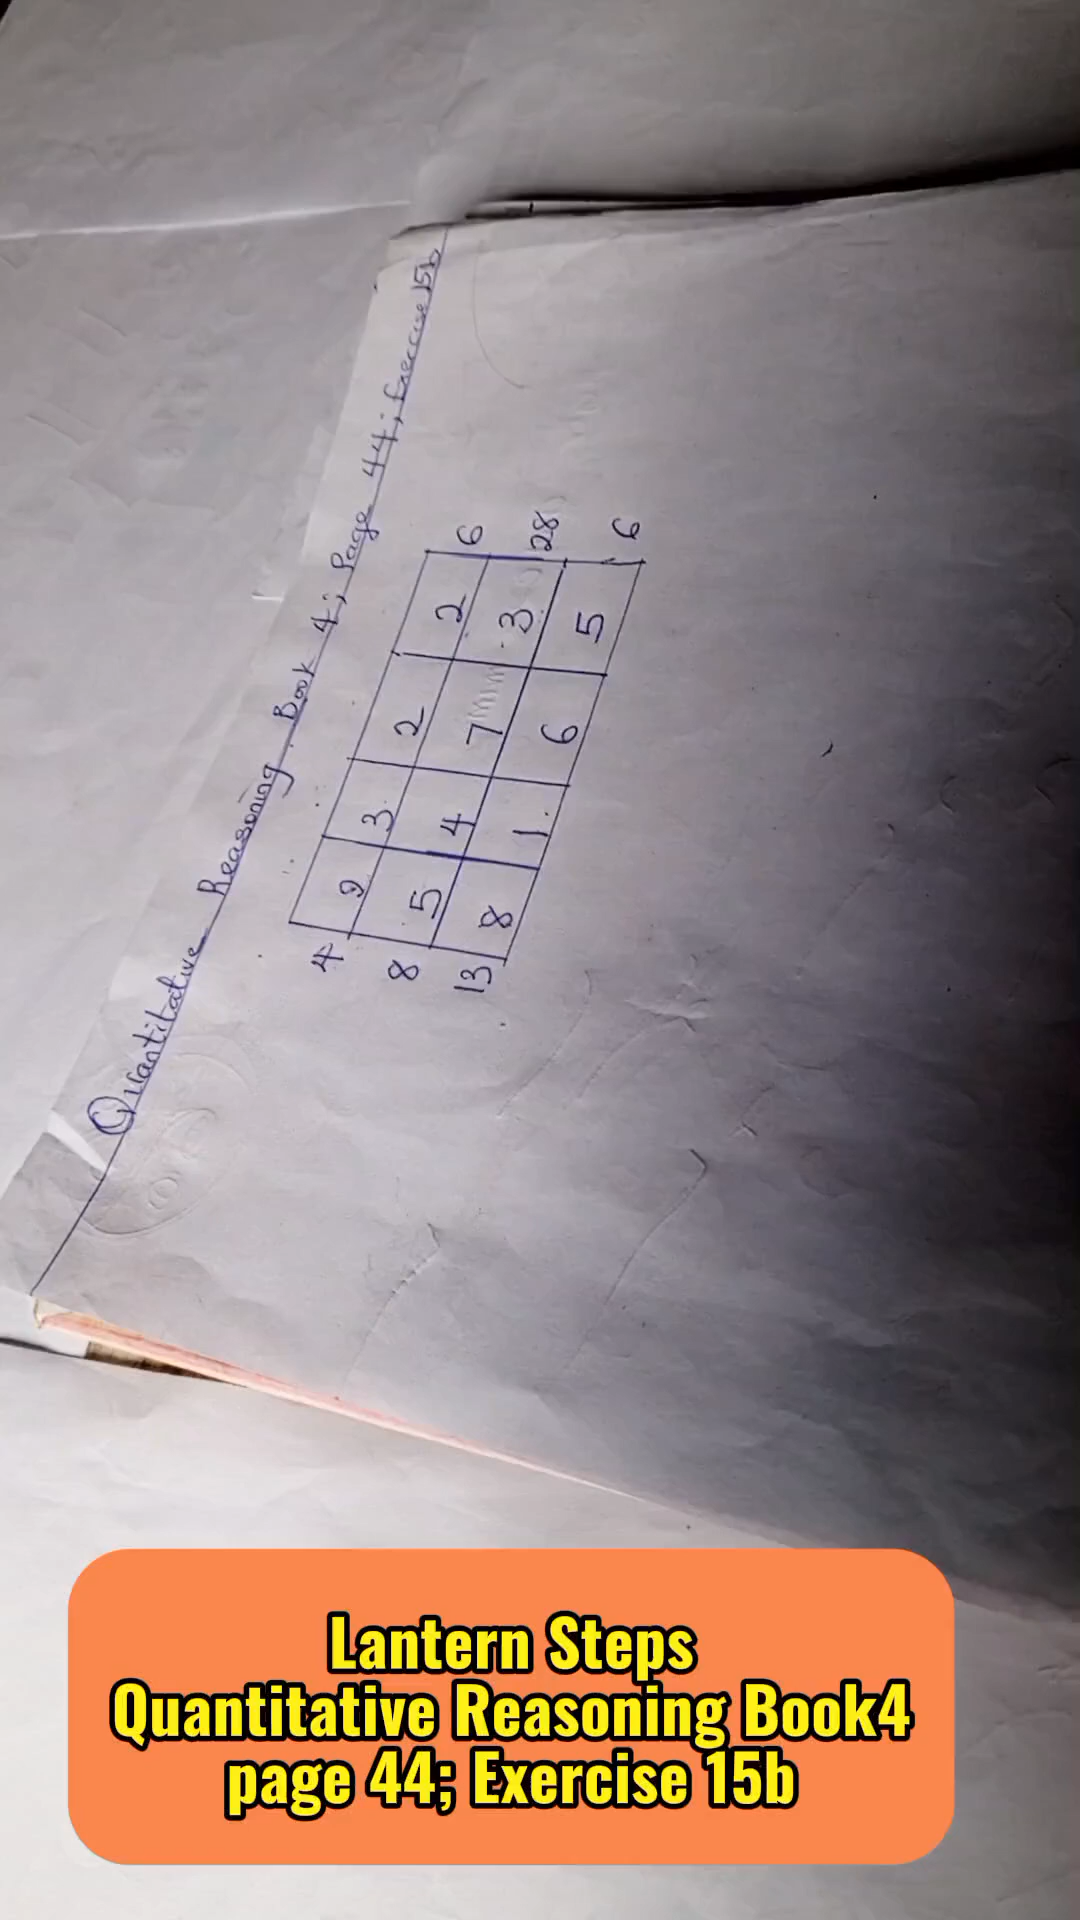 Quantitative Reasoning Book 4; Page 44; Exercise 15b
4 2 3 2 2 6
8 5 4 7 3 28
13 8 1 6 5 6
Lantern Steps
Quantitative Reasoning Book4
page 44; Exercise 15b